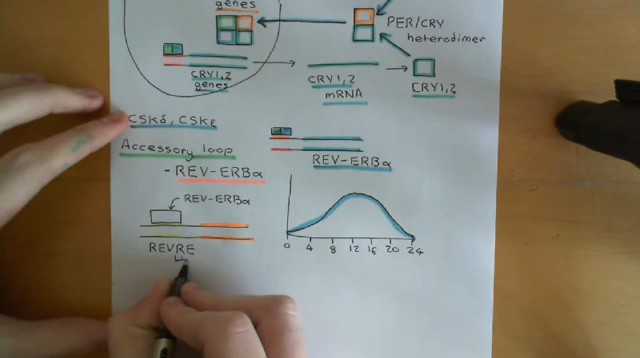 genes
PER/CRY
heterodimer
CRY1,2
genes
CRY1,2
mRNA
CRY1,2
CSKδ, CSKε
Accessory loop
- REV-ERBα
REV-ERBα
REV-ERBα
REVRE
0 4 8 12 16 20 24